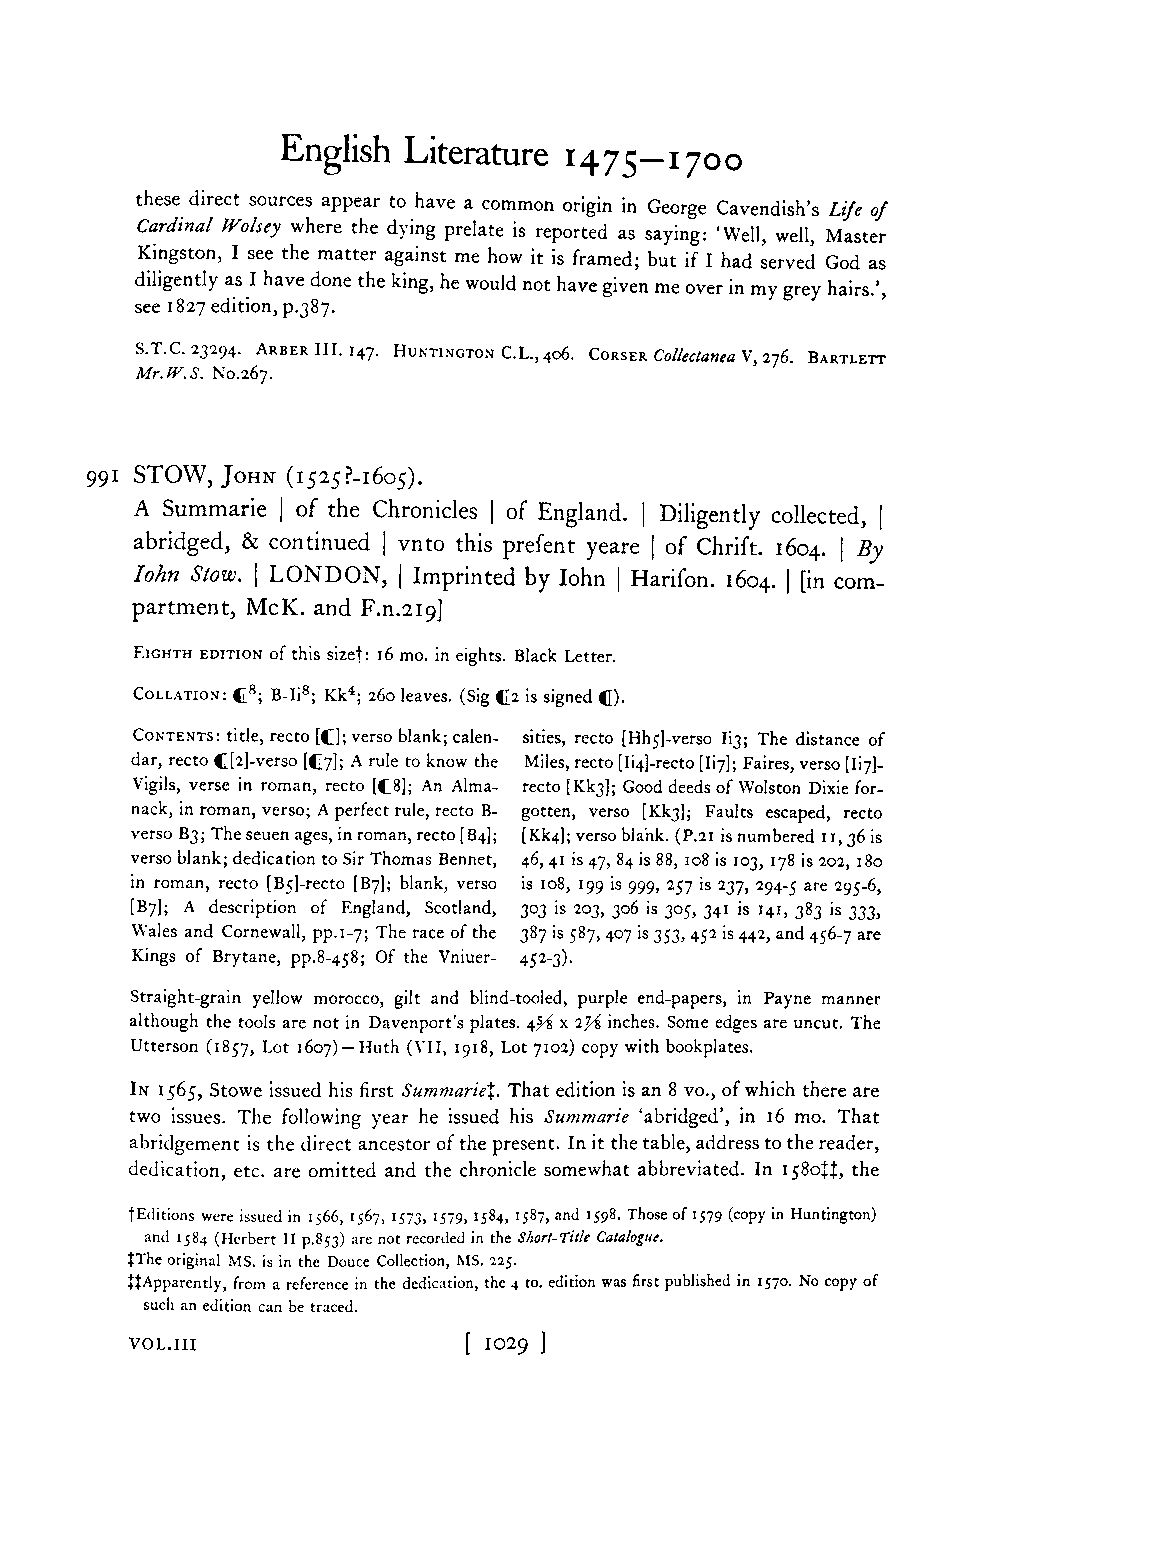 English Literature 1475—1700
these direct sources appear to have a common origin in George Cavendish's Life of
Cardinal Wolsey where the dying prelate is reported as saying: 'Well, well, Master
Kingston, I see the matter against me how it is framed; but if I had served God as
diligently as I have done the king, he would not have given me over in my grey hairs.',
see 1827 edition, p.387.
S.T.C. 23294. ARBER III. 147. HUNTINGTON C.L., 406. CORSER Collectanea V, 276. BARTLETT
Mr.W.S. No.267.
991 STOW, JOHN (1525?-1605).
A Summarie | of the Chronicles | of England. | Diligently collected, |
abridged, & continued | vnto this preſent yeare | of Chriſt. 1604. | By
Iohn Stow. | LONDON, | Imprinted by Iohn | Hariſon. 1604. | [in com-
partment, McK. and F.n.219]
EIGHTH EDITION of this size†: 16 mo. in eights. Black Letter.
COLLATION: ¶⁸; B-Ii⁸; Kk⁴; 260 leaves. (Sig ¶2 is signed ¶).
CONTENTS: title, recto [¶]; verso blank; calen-
dar, recto ¶[2]-verso [¶7]; A rule to know the
Vigils, verse in roman, recto [¶8]; An Alma-
nack, in roman, verso; A perfect rule, recto B-
verso B3; The seuen ages, in roman, recto [B4];
verso blank; dedication to Sir Thomas Bennet,
in roman, recto [B5]-recto [B7]; blank, verso
[B7]; A description of England, Scotland,
Wales and Cornewall, pp.1-7; The race of the
Kings of Brytane, pp.8-458; Of the Vniuer-
sities, recto [Hh5]-verso Ii3; The distance of
Miles, recto [Ii4]-recto [Ii7]; Faires, verso [Ii7]-
recto [Kk3]; Good deeds of Wolston Dixie for-
gotten, verso [Kk3]; Faults escaped, recto
[Kk4]; verso blank. (P.21 is numbered 11, 36 is
46, 41 is 47, 84 is 88, 108 is 103, 178 is 202, 180
is 108, 199 is 999, 257 is 237, 294-5 are 295-6,
303 is 203, 306 is 305, 341 is 141, 383 is 333,
387 is 587, 407 is 353, 452 is 442, and 456-7 are
452-3).
Straight-grain yellow morocco, gilt and blind-tooled, purple end-papers, in Payne manner
although the tools are not in Davenport's plates. 4⅝ x 2⅞ inches. Some edges are uncut. The
Utterson (1857, Lot 1607)—Huth (VII, 1918, Lot 7102) copy with bookplates.
IN 1565, Stowe issued his first Summarie‡. That edition is an 8 vo., of which there are
two issues. The following year he issued his Summarie 'abridged', in 16 mo. That
abridgement is the direct ancestor of the present. In it the table, address to the reader,
dedication, etc. are omitted and the chronicle somewhat abbreviated. In 1580‡‡, the
†Editions were issued in 1566, 1567, 1573, 1579, 1584, 1587, and 1598. Those of 1579 (copy in Huntington)
and 1584 (Herbert II p.853) are not recorded in the Short-Title Catalogue.
‡The original MS. is in the Douce Collection, MS. 225.
‡‡Apparently, from a reference in the dedication, the 4 to. edition was first published in 1570. No copy of
such an edition can be traced.
VOL.III [ 1029 ]